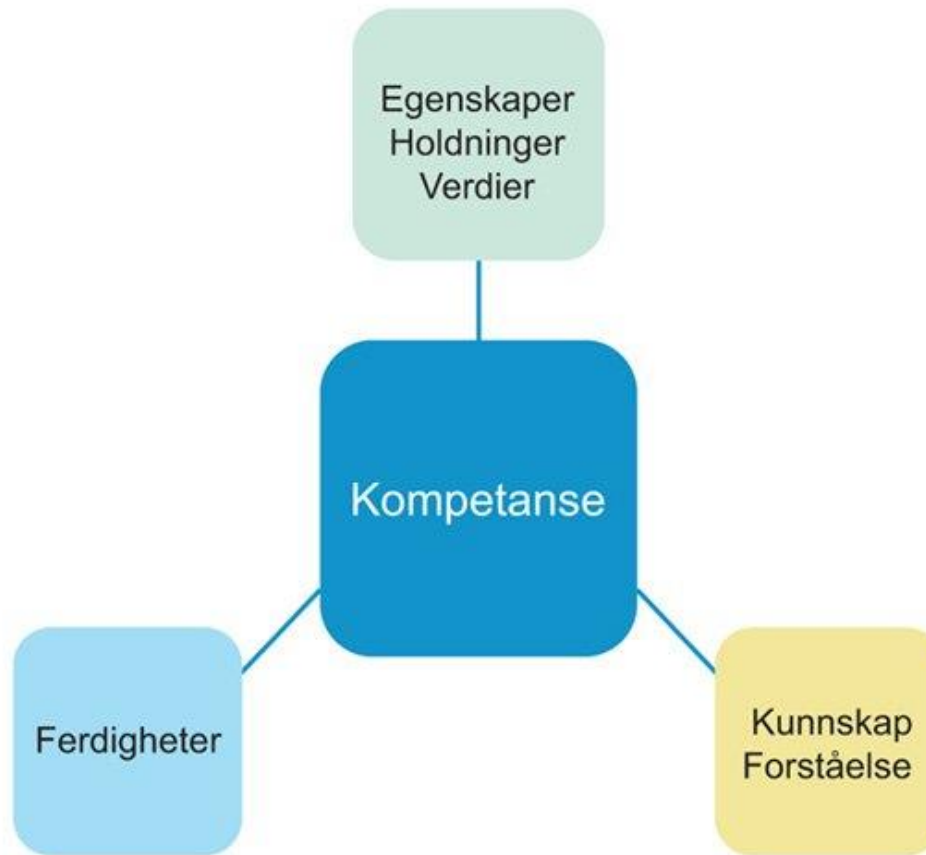 Egenskaper
Holdninger
Verdier
Kompetanse
Ferdigheter
Kunnskap
Forståelse